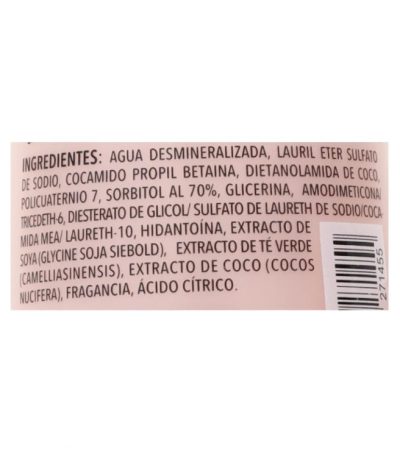 INGREDIENTES: AGUA DESMINERALIZADA, LAURIL ETER SULFATO
DE SODIO, COCAMIDO PROPIL BETAINA, DIETANOLAMIDA DE COCO,
POLICUATERNIO 7, SORBITOL AL 70%, GLICERINA, AMODIMETICONA/
TRICEDETH-6, DIESTERATO DE GLICOL/ SULFATO DE LAURETH DE SODIO/COCA
MIDA MEA/ LAURETH-10, HIDANTOÍNA, EXTRACTO DE
SOYA (GLYCINE SOJA SIEBOLD), EXTRACTO DE TÉ VERDE
(CAMELLIASINENSIS), EXTRACTO DE COCO (COCOS
NUCIFERA), FRAGANCIA, ÁCIDO CÍTRICO.
271455